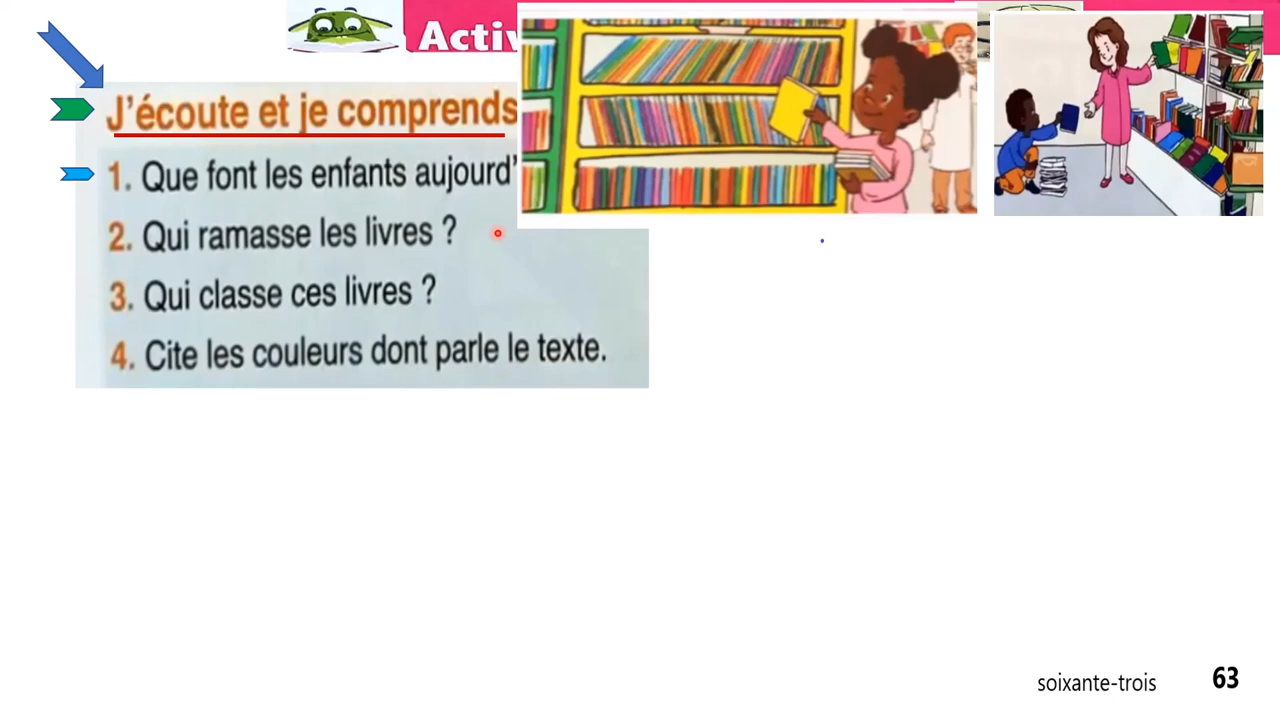 Activ
J'écoute et je comprends
1. Que font les enfants aujourd'
2. Qui ramasse les livres ?
3. Qui classe ces livres ?
4. Cite les couleurs dont parle le texte.
soixante-trois 63